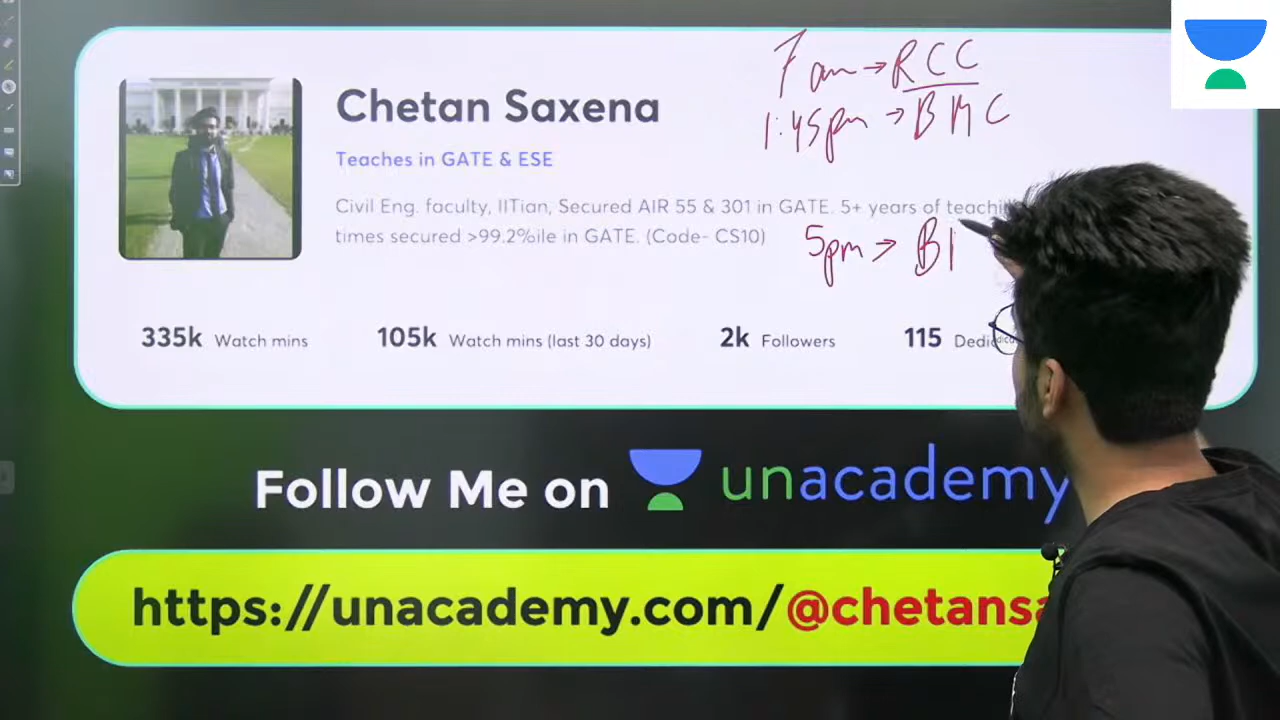 7 am → RCC
1:45pm → BMC
Chetan Saxena
Teaches in GATE & ESE
Civil Eng. faculty, IITian, Secured AIR 55 & 301 in GATE. 5+ years of
times secured >99.2%ile in GATE. (Code- CS10)
5pm → B
335k Watch mins
105k Watch mins (last 30 days)
2k Followers
115
Follow Me on unacademy
https://unacademy.com/@chetansa